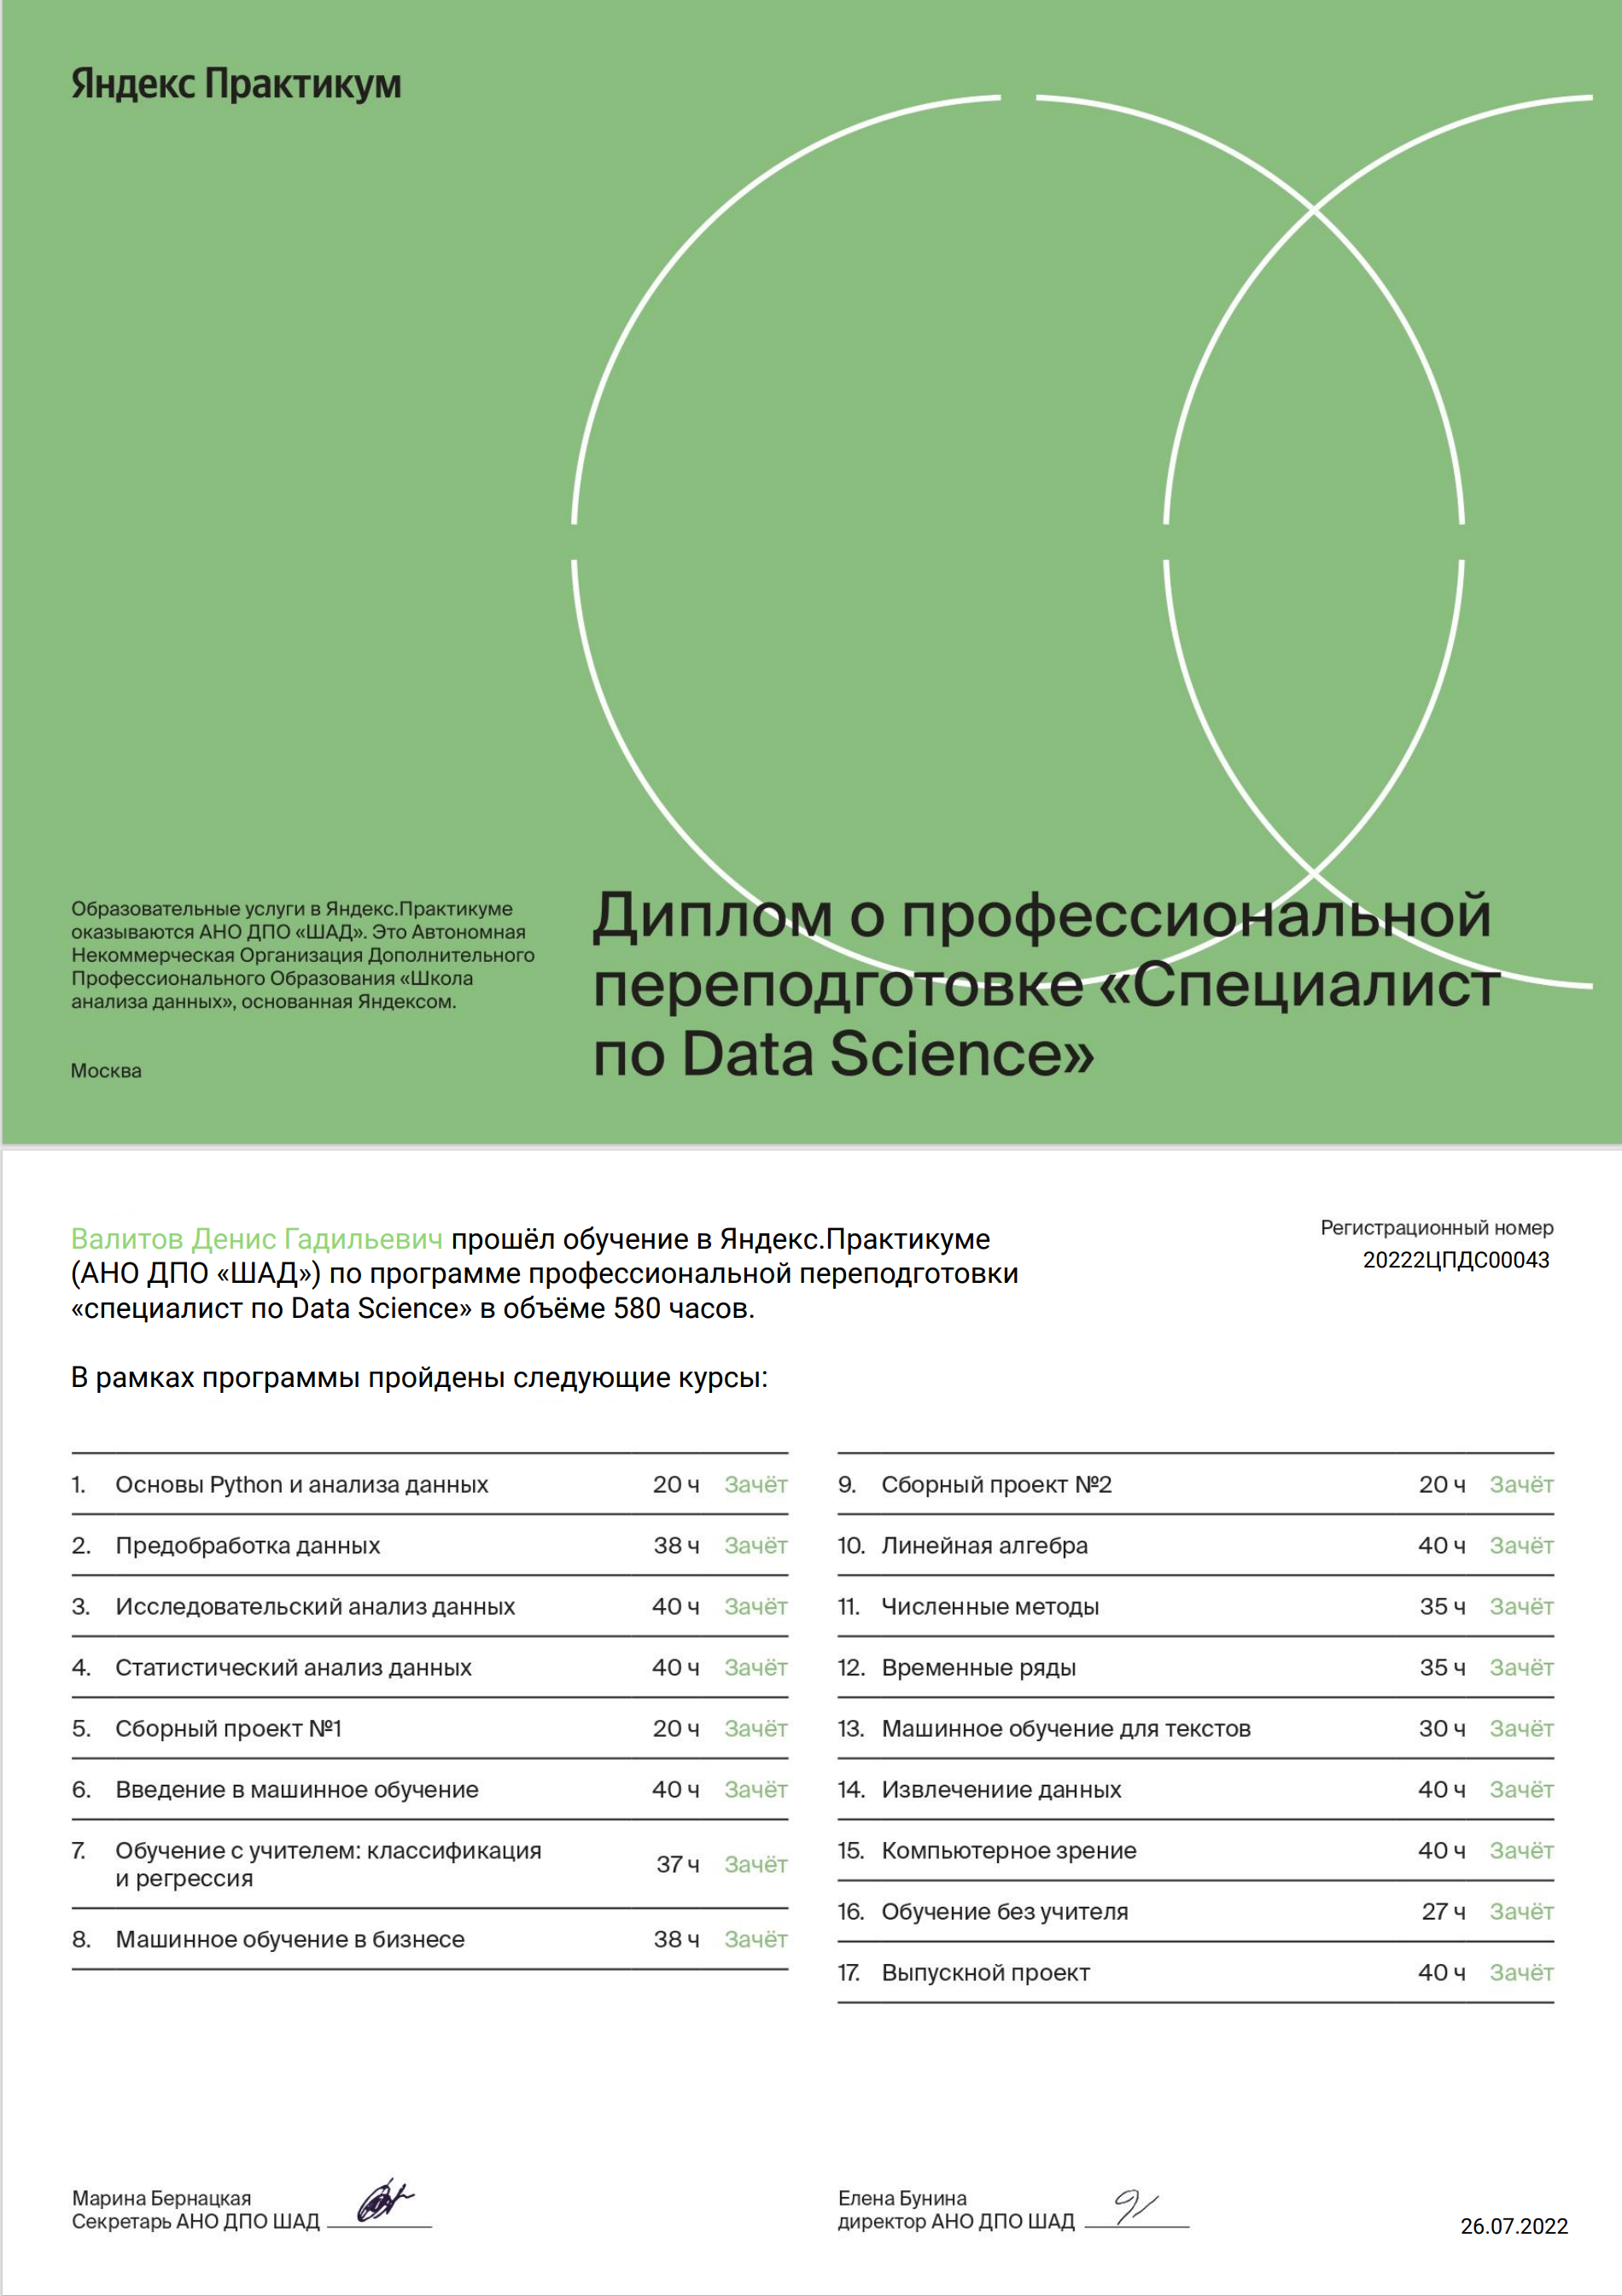 Яндекс Практикум
Образовательные услуги в Яндекс.Практикуме
оказываются АНО ДПО «ШАД». Это Автономная
Некоммерческая Организация Дополнительного
Профессионального Образования «Школа
анализа данных», основанная Яндексом.
Москва
Диплом о профессиональной
переподготовке «Специалист
по Data Science»
Валитов Денис Гадильевич прошёл обучение в Яндекс.Практикуме
(АНО ДПО «ШАД») по программе профессиональной переподготовки
«специалист по Data Science» в объёме 580 часов.
Регистрационный номер
20222ЦПДС00043
В рамках программы пройдены следующие курсы:
1. Основы Python и анализа данных 20 ч Зачёт
2. Предобработка данных 38 ч Зачёт
3. Исследовательский анализ данных 40 ч Зачёт
4. Статистический анализ данных 40 ч Зачёт
5. Сборный проект №1 20 ч Зачёт
6. Введение в машинное обучение 40 ч Зачёт
7. Обучение с учителем: классификация
и регрессия 37 ч Зачёт
8. Машинное обучение в бизнесе 38 ч Зачёт
9. Сборный проект №2 20 ч Зачёт
10. Линейная алгебра 40 ч Зачёт
11. Численные методы 35 ч Зачёт
12. Временные ряды 35 ч Зачёт
13. Машинное обучение для текстов 30 ч Зачёт
14. Извлечениие данных 40 ч Зачёт
15. Компьютерное зрение 40 ч Зачёт
16. Обучение без учителя 27 ч Зачёт
17. Выпускной проект 40 ч Зачёт
Марина Бернацкая
Секретарь АНО ДПО ШАД
Елена Бунина
директор АНО ДПО ШАД
26.07.2022